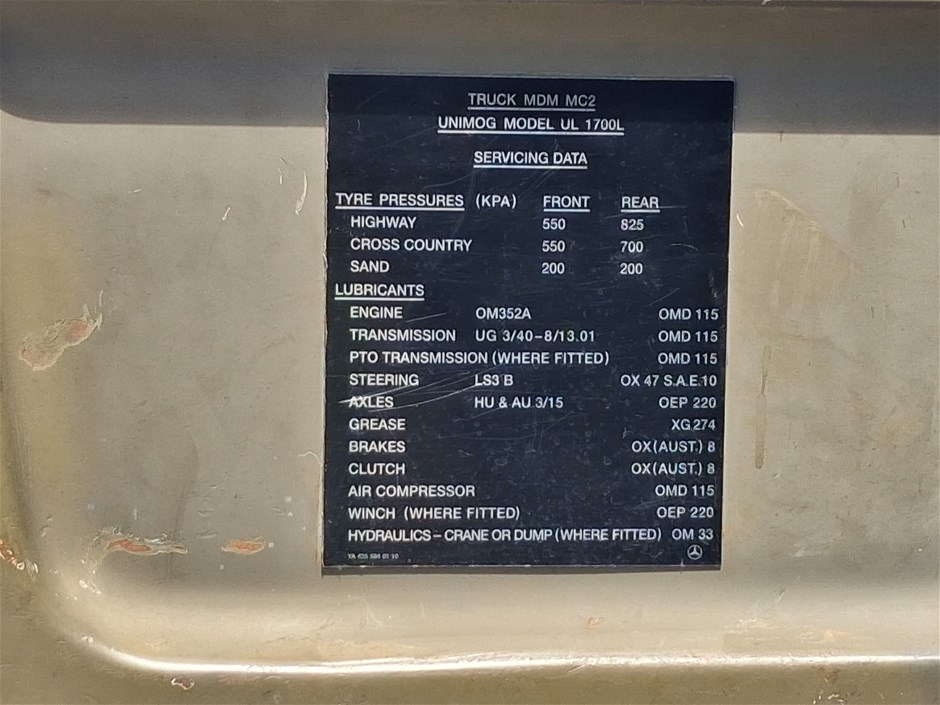 TRUCK MDM MC2
UNIMOG MODEL UL 1700L
SERVICING DATA
TYRE PRESSURES (KPA) FRONT REAR
HIGHWAY 550 825
CROSS COUNTRY 550 700
SAND 200 200
LUBRICANTS
ENGINE OM352A OMD 115
TRANSMISSION UG 3/40-8/13.01 OMD 115
PTO TRANSMISSION (WHERE FITTED) OMD 115
STEERING LS3 B OX 47 S.A.E.10
AXLES HU & AU 3/15 OEP 220
GREASE XG 274
BRAKES OX(AUST.) 8
CLUTCH OX(AUST.) 8
AIR COMPRESSOR OMD 115
WINCH (WHERE FITTED) OEP 220
HYDRAULICS – CRANE OR DUMP (WHERE FITTED) OM 33